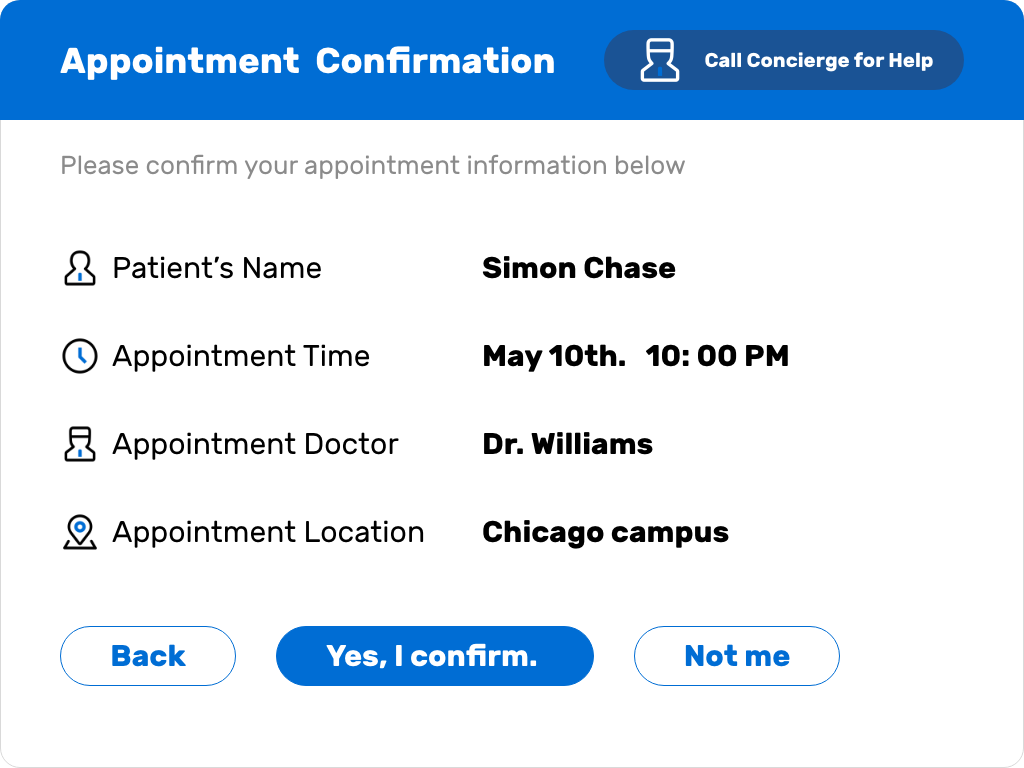 Appointment Confirmation
Call Concierge for Help
Please confirm your appointment information below
Patient’s Name Simon Chase
Appointment Time May 10th. 10: 00 PM
Appointment Doctor Dr. Williams
Appointment Location Chicago campus
Back Yes, I confirm. Not me